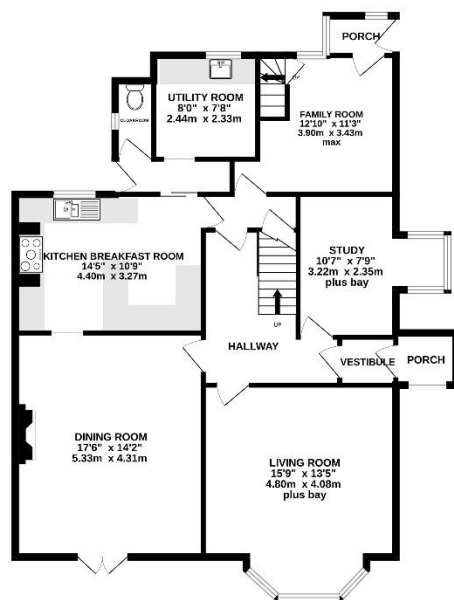 PORCH
UTILITY ROOM
8'0" x 7'8"
2.44m x 2.33m
UP
FAMILY ROOM
12'10" x 11'3"
3.90m x 3.43m
max
CLOAKROOM
KITCHEN BREAKFAST ROOM
14'5" x 10'9"
4.40m x 3.27m
STUDY
10'7" x 7'9"
3.22m x 2.35m
plus bay
UP
HALLWAY
VESTIBULE
PORCH
DINING ROOM
17'6" x 14'2"
5.33m x 4.31m
LIVING ROOM
15'9" x 13'5"
4.80m x 4.08m
plus bay